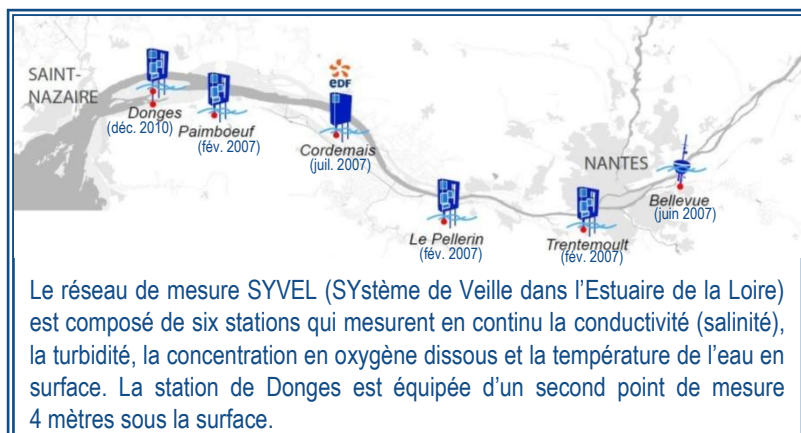 eDF
SAINT-
NAZAIRE
Donges
(déc. 2010)
Paimboeuf
(fév. 2007)
Cordemais
(juil. 2007)
NANTES
Bellevue
(juin 2007)
Le Pellerin
(fév. 2007)
Trentemoult
(fév. 2007)
Le réseau de mesure SYVEL (SYstème de Veille dans l’Estuaire de la Loire)
est composé de six stations qui mesurent en continu la conductivité (salinité),
la turbidité, la concentration en oxygène dissous et la température de l’eau en
surface. La station de Donges est équipée d’un second point de mesure
4 mètres sous la surface.